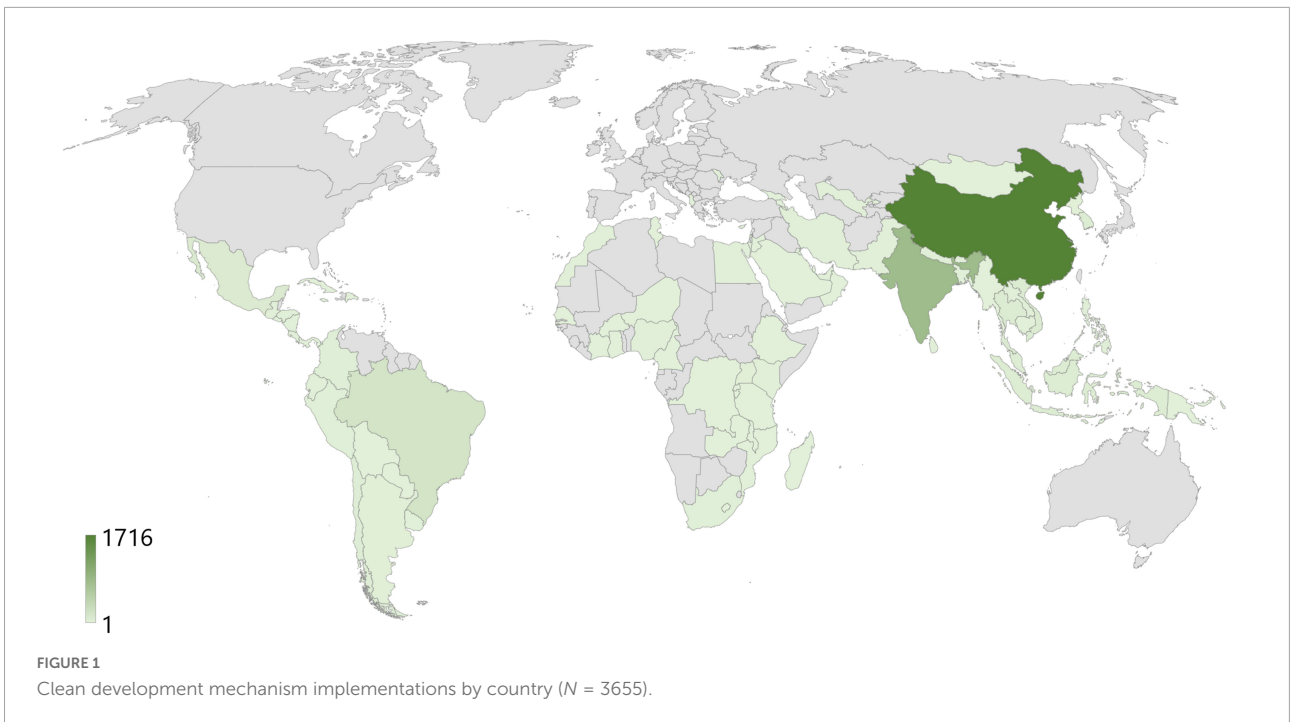 1716
1
FIGURE 1
Clean development mechanism implementations by country (N = 3655).